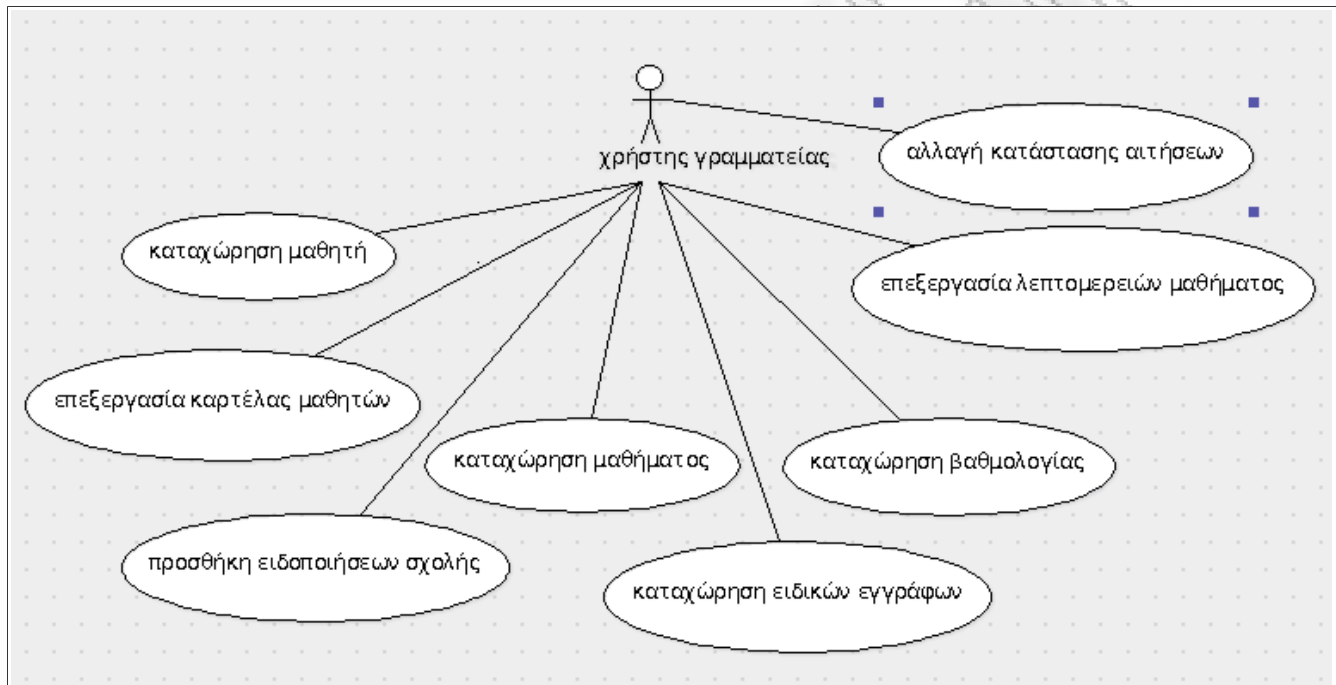 χρήστης γραμματείας
αλλαγή κατάστασης αιτήσεων
καταχώρηση μαθητή
επεξεργασία λεπτομερειών μαθήματος
επεξεργασία καρτέλας μαθητών
καταχώρηση μαθήματος
καταχώρηση βαθμολογίας
προσθήκη ειδοποιήσεων σχολής
καταχώρηση ειδικών εγγράφων